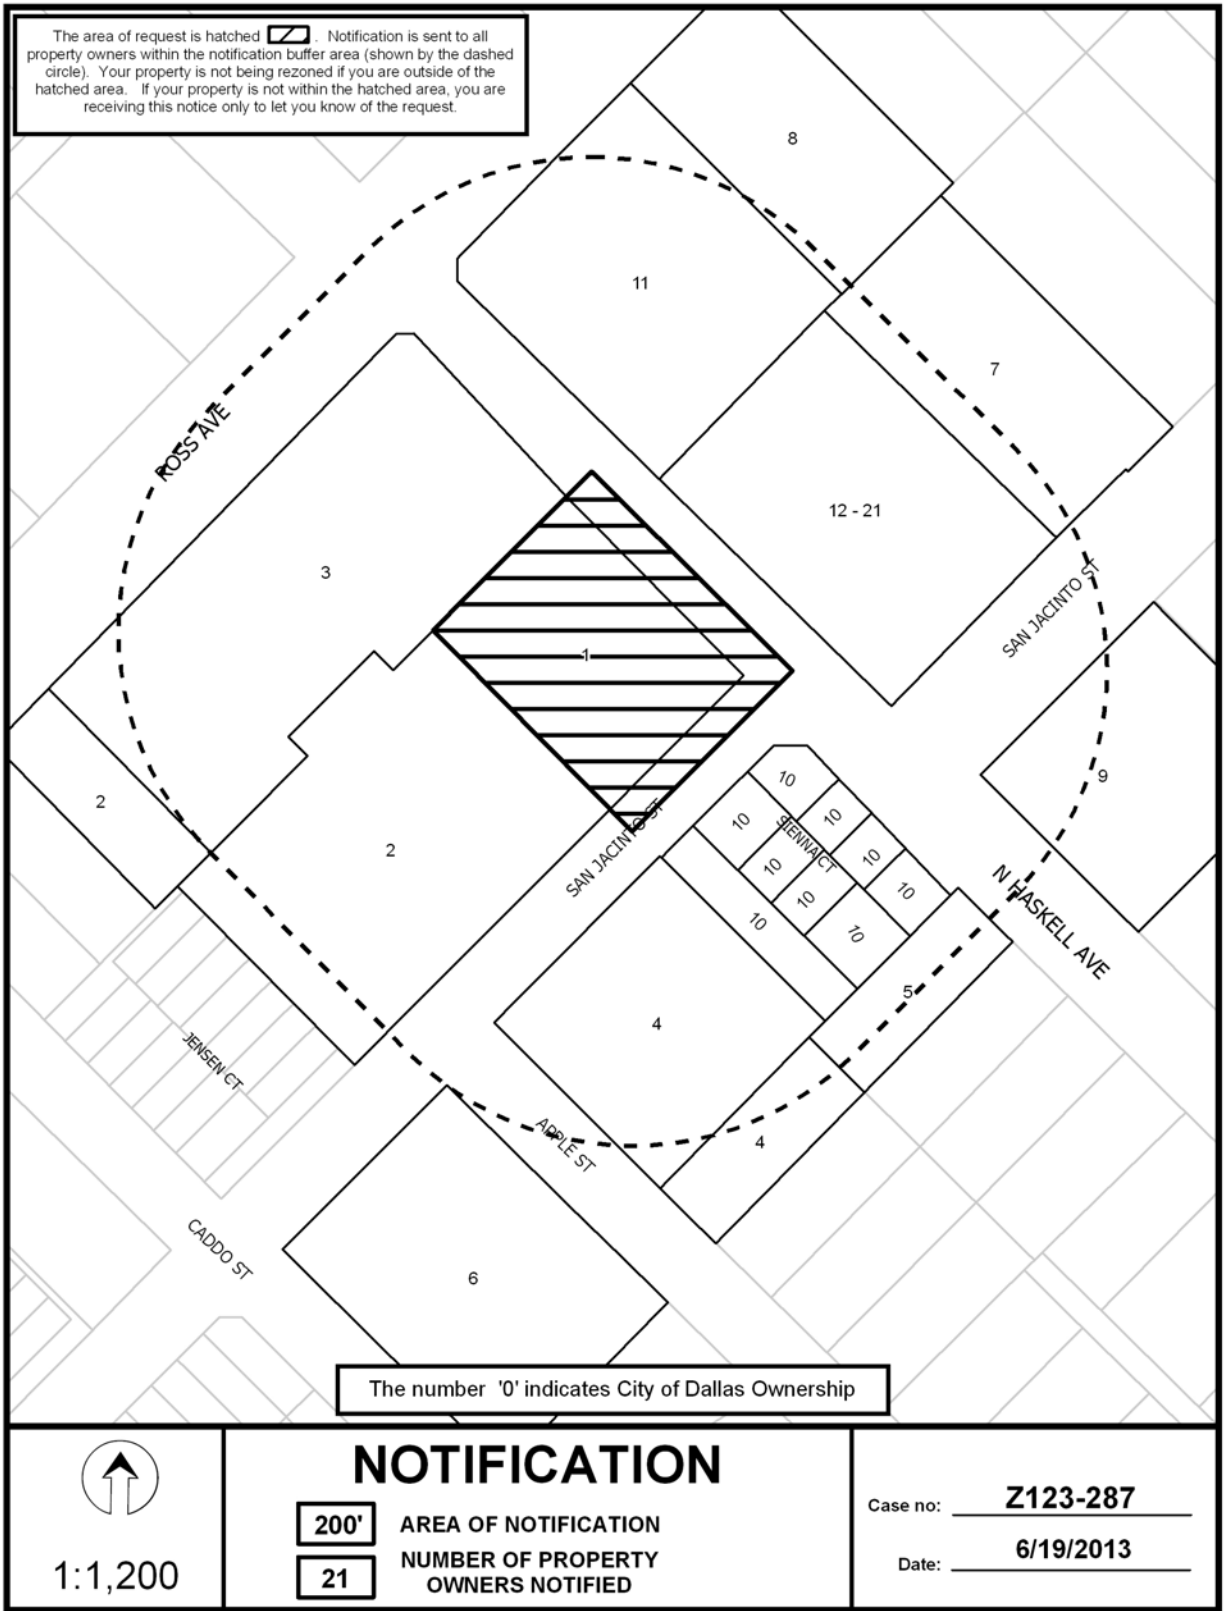 The area of request is hatched . Notification is sent to all
property owners within the notification buffer area (shown by the dashed
circle). Your property is not being rezoned if you are outside of the
hatched area. If your property is not within the hatched area, you are
receiving this notice only to let you know of the request.
8
11
7
ROSS AVE
12 - 21
3
SAN JACINTO ST
1
9
10
2
10
10
SIENNA CT
SAN JACINTO ST
2
10
10
10
10
N HASKELL AVE
10
10
5
4
JENSEN CT
APPLE ST
4
CADDO ST
6
The number '0' indicates City of Dallas Ownership
1:1,200
NOTIFICATION
200' AREA OF NOTIFICATION
21 NUMBER OF PROPERTY
OWNERS NOTIFIED
Case no: Z123-287
Date: 6/19/2013